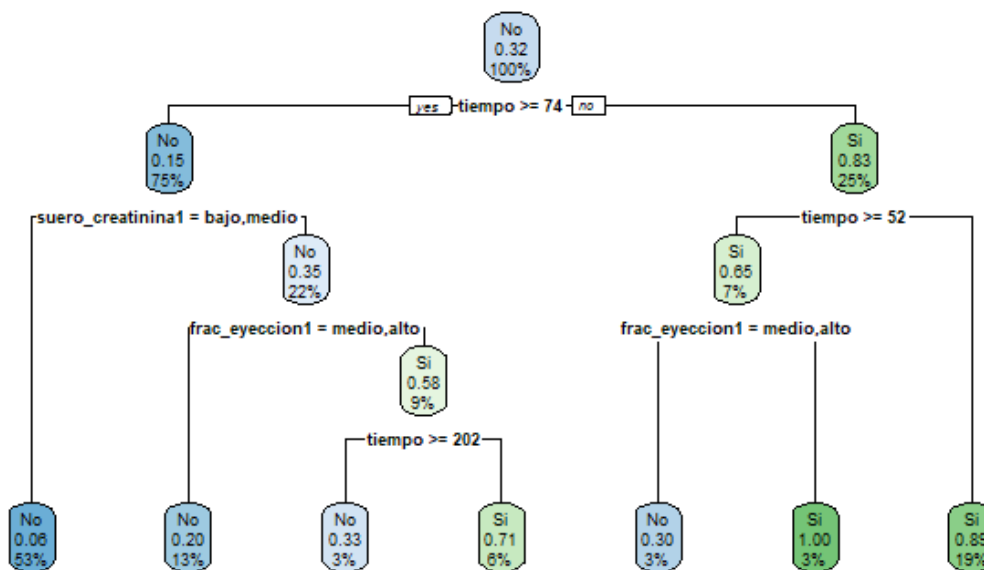 No
0.32
100%
yes tiempo >= 74 no
No
0.15
75%
Si
0.83
25%
suero_creatinina1 = bajo,medio
tiempo >= 52
No
0.35
22%
Si
0.65
7%
frac_eyeccion1 = medio,alto
frac_eyeccion1 = medio,alto
Si
0.58
9%
tiempo >= 202
No
0.06
53%
No
0.20
13%
No
0.33
3%
Si
0.71
6%
No
0.30
3%
Si
1.00
3%
Si
0.89
19%